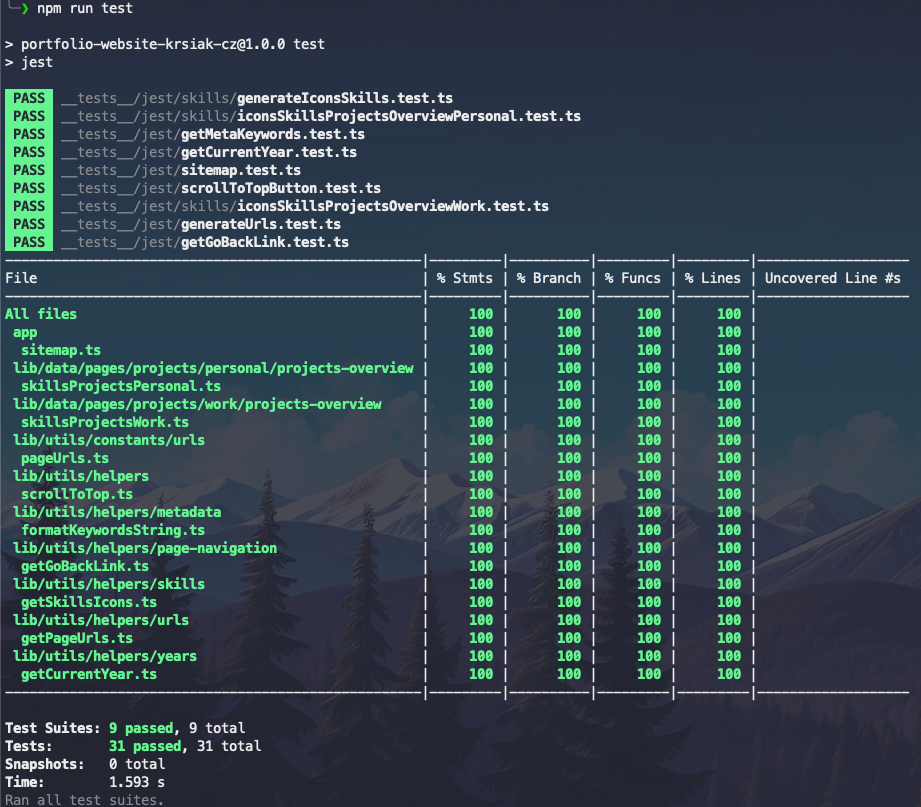 ❯ npm run test
> portfolio-website-krsiak-cz@1.0.0 test
> jest
PASS __tests__/jest/skills/generateIconsSkills.test.ts
PASS __tests__/jest/skills/iconsSkillsProjectsOverviewPersonal.test.ts
PASS __tests__/jest/getMetaKeywords.test.ts
PASS __tests__/jest/getCurrentYear.test.ts
PASS __tests__/jest/sitemap.test.ts
PASS __tests__/jest/scrollToTopButton.test.ts
PASS __tests__/jest/skills/iconsSkillsProjectsOverviewWork.test.ts
PASS __tests__/jest/generateUrls.test.ts
PASS __tests__/jest/getGoBackLink.test.ts
File | % Stmts | % Branch | % Funcs | % Lines | Uncovered Line #s
All files | 100 | 100 | 100 | 100 |
app | 100 | 100 | 100 | 100 |
sitemap.ts | 100 | 100 | 100 | 100 |
lib/data/pages/projects/personal/projects-overview | 100 | 100 | 100 | 100 |
skillsProjectsPersonal.ts | 100 | 100 | 100 | 100 |
lib/data/pages/projects/work/projects-overview | 100 | 100 | 100 | 100 |
skillsProjectsWork.ts | 100 | 100 | 100 | 100 |
lib/utils/constants/urls | 100 | 100 | 100 | 100 |
pageUrls.ts | 100 | 100 | 100 | 100 |
lib/utils/helpers | 100 | 100 | 100 | 100 |
scrollToTop.ts | 100 | 100 | 100 | 100 |
lib/utils/helpers/metadata | 100 | 100 | 100 | 100 |
formatKeywordsString.ts | 100 | 100 | 100 | 100 |
lib/utils/helpers/page-navigation | 100 | 100 | 100 | 100 |
getGoBackLink.ts | 100 | 100 | 100 | 100 |
lib/utils/helpers/skills | 100 | 100 | 100 | 100 |
getSkillsIcons.ts | 100 | 100 | 100 | 100 |
lib/utils/helpers/urls | 100 | 100 | 100 | 100 |
getPageUrls.ts | 100 | 100 | 100 | 100 |
lib/utils/helpers/years | 100 | 100 | 100 | 100 |
getCurrentYear.ts | 100 | 100 | 100 | 100 |
Test Suites: 9 passed, 9 total
Tests: 31 passed, 31 total
Snapshots: 0 total
Time: 1.593 s
Ran all test suites.